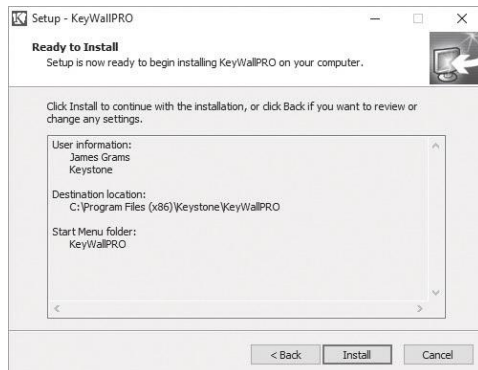 Setup - KeyWallPRO
Ready to Install
Setup is now ready to begin installing KeyWallPRO on your computer.
Click Install to continue with the installation, or click Back if you want to review or
change any settings.
User information:
James Grams
Keystone
Destination location:
C:\Program Files (x86)\Keystone\KeyWallPRO
Start Menu folder:
KeyWallPRO
< Back
Install
Cancel